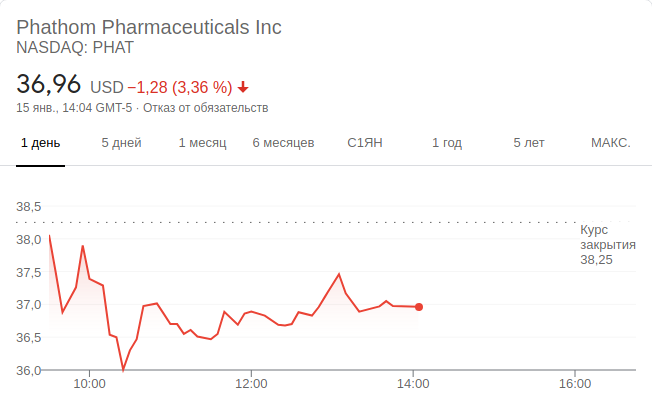 Phathom Pharmaceuticals Inc
NASDAQ: PHAT
36,96 USD −1,28 (3,36 %)
15 янв., 14:04 GMT-5 · Отказ от обязательств
1 день 5 дней 1 месяц 6 месяцев С1ЯН 1 год 5 лет МАКС.
38,5
Курс
38,0
закрытия
38,25
37,5
37,0
36,5
36,0
10:00 12:00 14:00 16:00